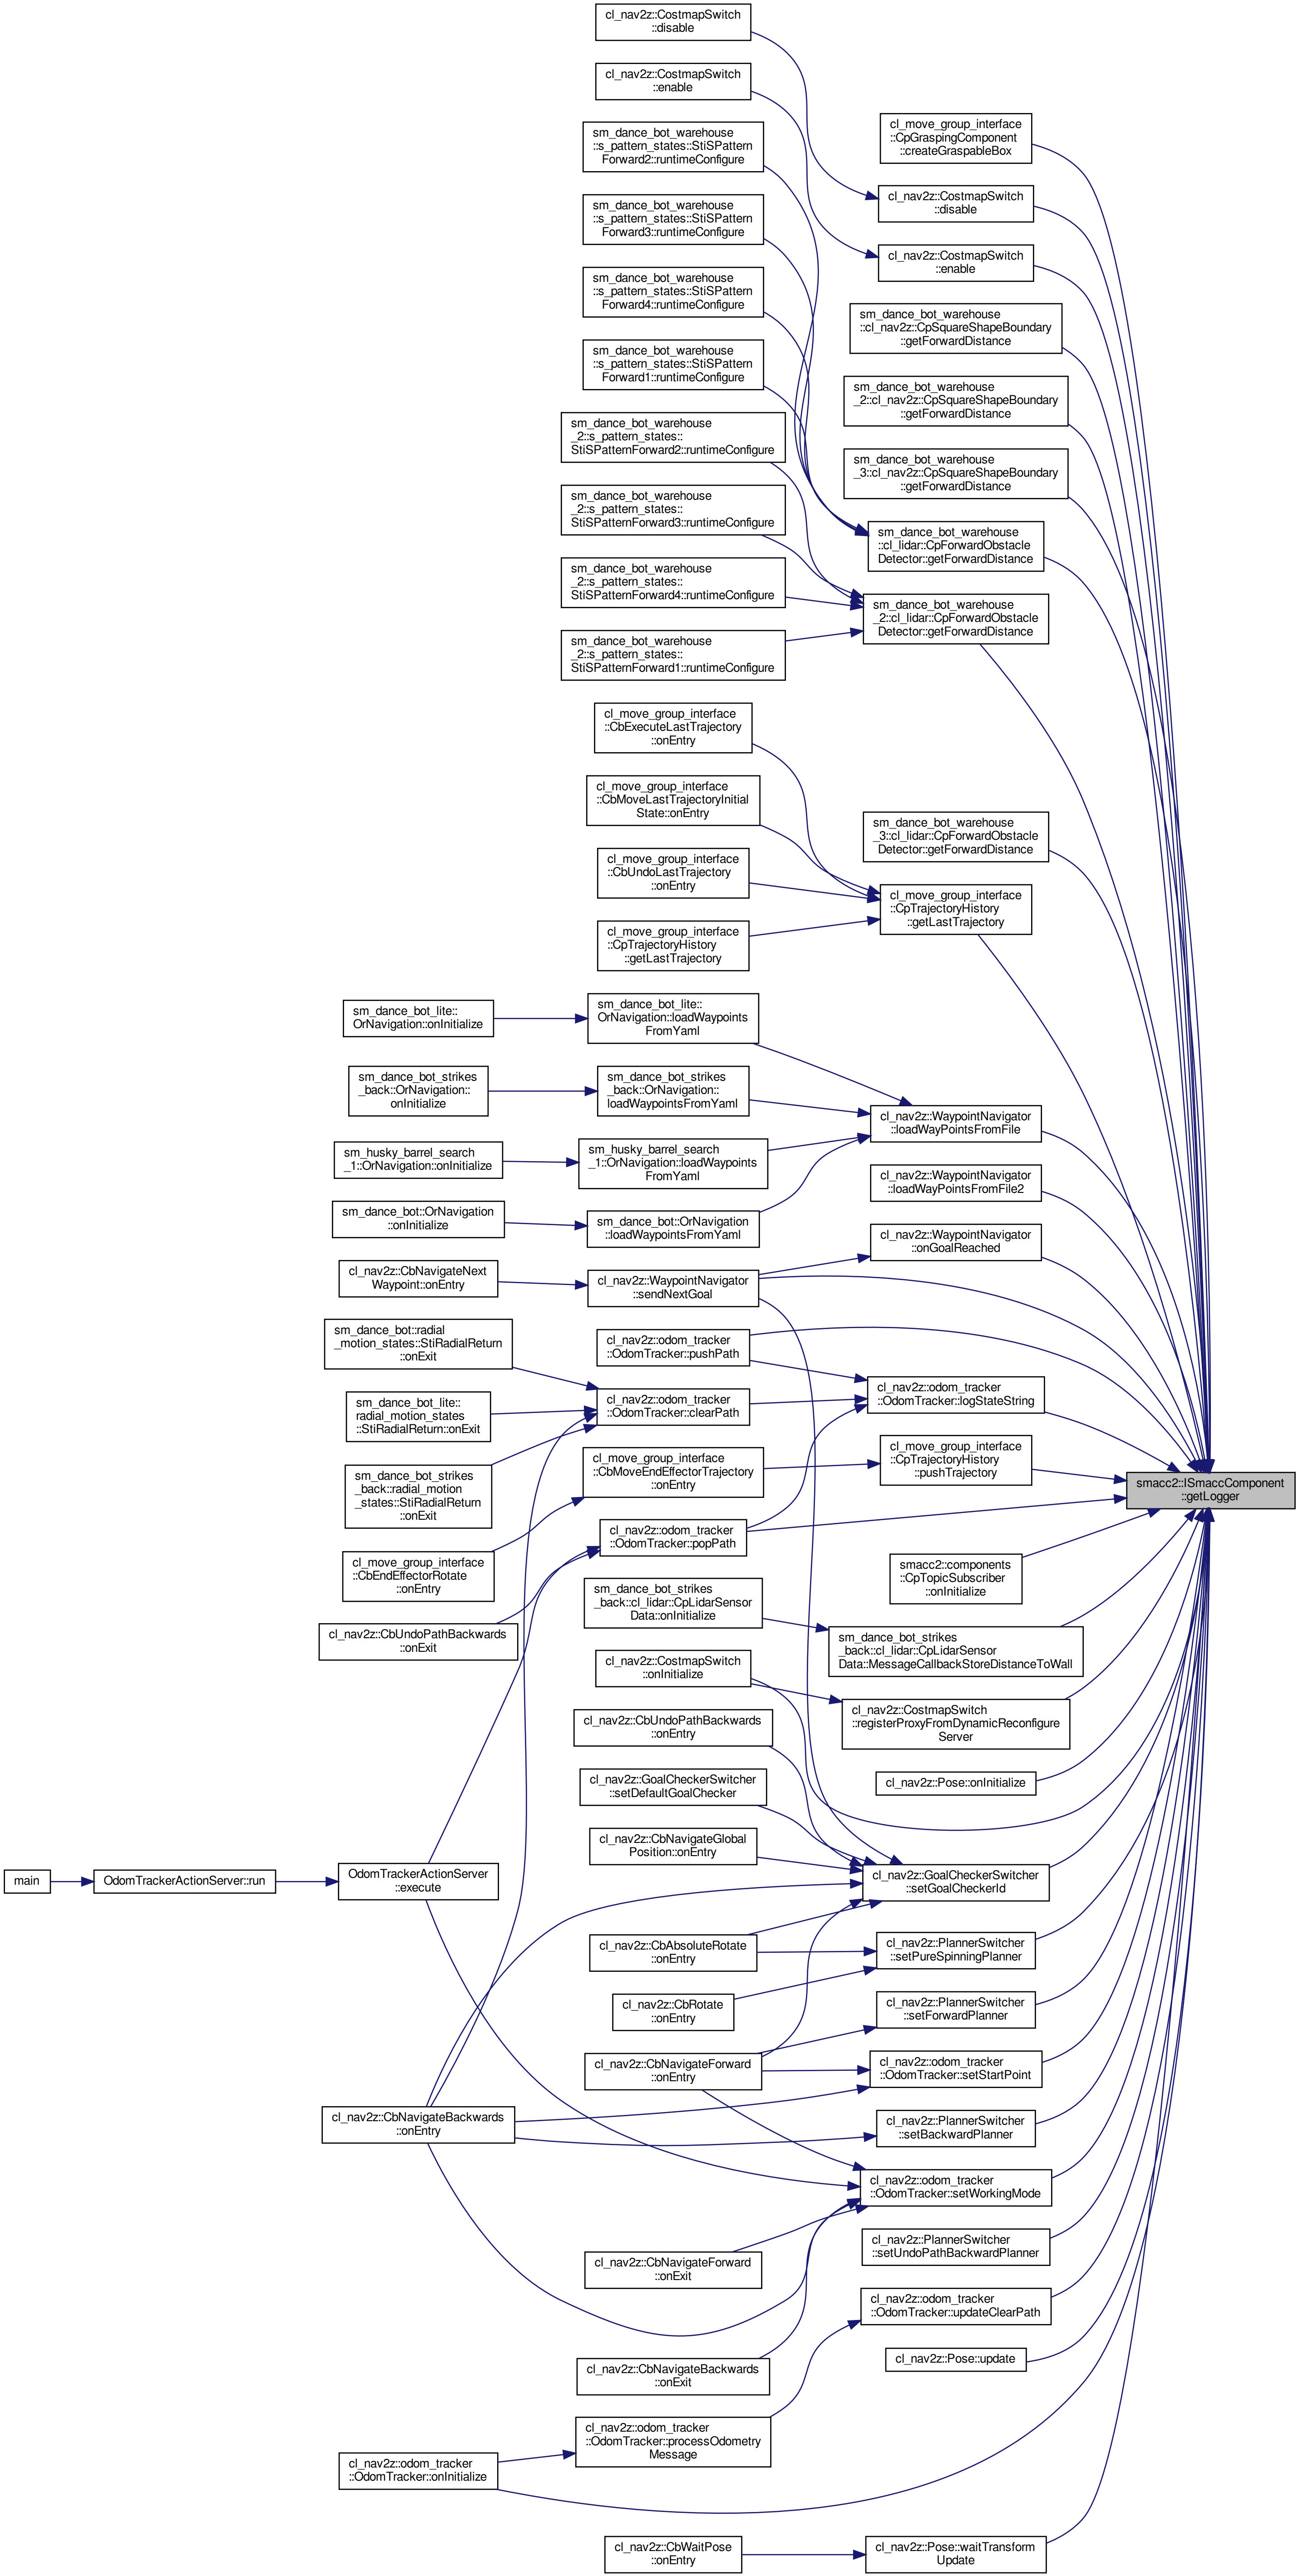 cl_nav2z::CostmapSwitch
::disable
cl_nav2z::CostmapSwitch
::enable
sm_dance_bot_warehouse
::s_pattern_states::StiSPattern
Forward2::runtimeConfigure
sm_dance_bot_warehouse
::s_pattern_states::StiSPattern
Forward3::runtimeConfigure
sm_dance_bot_warehouse
::s_pattern_states::StiSPattern
Forward4::runtimeConfigure
sm_dance_bot_warehouse
::s_pattern_states::StiSPattern
Forward1::runtimeConfigure
sm_dance_bot_warehouse
_2::s_pattern_states::
StiSPatternForward2::runtimeConfigure
sm_dance_bot_warehouse
_2::s_pattern_states::
StiSPatternForward3::runtimeConfigure
sm_dance_bot_warehouse
_2::s_pattern_states::
StiSPatternForward4::runtimeConfigure
sm_dance_bot_warehouse
_2::s_pattern_states::
StiSPatternForward1::runtimeConfigure
cl_move_group_interface
::CbExecuteLastTrajectory
::onEntry
cl_move_group_interface
::CbMoveLastTrajectoryInitial
State::onEntry
cl_move_group_interface
::CbUndoLastTrajectory
::onEntry
cl_move_group_interface
::CpTrajectoryHistory
::getLastTrajectory
cl_move_group_interface
::CpGraspingComponent
::createGraspableBox
cl_nav2z::CostmapSwitch
::disable
cl_nav2z::CostmapSwitch
::enable
sm_dance_bot_warehouse
::cl_nav2z::CpSquareShapeBoundary
::getForwardDistance
sm_dance_bot_warehouse
_2::cl_nav2z::CpSquareShapeBoundary
::getForwardDistance
sm_dance_bot_warehouse
_3::cl_nav2z::CpSquareShapeBoundary
::getForwardDistance
sm_dance_bot_warehouse
::cl_lidar::CpForwardObstacle
Detector::getForwardDistance
sm_dance_bot_warehouse
_2::cl_lidar::CpForwardObstacle
Detector::getForwardDistance
sm_dance_bot_warehouse
_3::cl_lidar::CpForwardObstacle
Detector::getForwardDistance
cl_move_group_interface
::CpTrajectoryHistory
::getLastTrajectory
sm_dance_bot_lite::
OrNavigation::onInitialize
sm_dance_bot_lite::
OrNavigation::loadWaypoints
FromYaml
sm_dance_bot_strikes
_back::OrNavigation::
onInitialize
sm_dance_bot_strikes
_back::OrNavigation::
loadWaypointsFromYaml
sm_husky_barrel_search
_1::OrNavigation::onInitialize
sm_husky_barrel_search
_1::OrNavigation::loadWaypoints
FromYaml
sm_dance_bot::OrNavigation
::onInitialize
sm_dance_bot::OrNavigation
::loadWaypointsFromYaml
cl_nav2z::WaypointNavigator
::loadWayPointsFromFile
cl_nav2z::WaypointNavigator
::loadWayPointsFromFile2
cl_nav2z::WaypointNavigator
::onGoalReached
cl_nav2z::CbNavigateNext
Waypoint::onEntry
cl_nav2z::WaypointNavigator
::sendNextGoal
sm_dance_bot::radial
_motion_states::StiRadialReturn
::onExit
cl_nav2z::odom_tracker
::OdomTracker::pushPath
sm_dance_bot_lite::
radial_motion_states
::StiRadialReturn::onExit
cl_nav2z::odom_tracker
::OdomTracker::clearPath
cl_nav2z::odom_tracker
::OdomTracker::logStateString
sm_dance_bot_strikes
_back::radial_motion
_states::StiRadialReturn
::onExit
cl_move_group_interface
::CbMoveEndEffectorTrajectory
::onEntry
cl_move_group_interface
::CpTrajectoryHistory
::pushTrajectory
smacc2::ISmaccComponent
::getLogger
cl_move_group_interface
::CbEndEffectorRotate
::onEntry
cl_nav2z::odom_tracker
::OdomTracker::popPath
smacc2::components
::CpTopicSubscriber
::onInitialize
cl_nav2z::CbUndoPathBackwards
::onExit
sm_dance_bot_strikes
_back::cl_lidar::CpLidarSensor
Data::onInitialize
sm_dance_bot_strikes
_back::cl_lidar::CpLidarSensor
Data::MessageCallbackStoreDistanceToWall
cl_nav2z::CostmapSwitch
::onInitialize
cl_nav2z::CostmapSwitch
::registerProxyFromDynamicReconfigure
Server
cl_nav2z::CbUndoPathBackwards
::onEntry
cl_nav2z::Pose::onInitialize
cl_nav2z::GoalCheckerSwitcher
::setDefaultGoalChecker
cl_nav2z::CbNavigateGlobal
Position::onEntry
main
OdomTrackerActionServer::run
OdomTrackerActionServer
::execute
cl_nav2z::GoalCheckerSwitcher
::setGoalCheckerId
cl_nav2z::CbAbsoluteRotate
::onEntry
cl_nav2z::PlannerSwitcher
::setPureSpinningPlanner
cl_nav2z::CbRotate
::onEntry
cl_nav2z::PlannerSwitcher
::setForwardPlanner
cl_nav2z::CbNavigateForward
::onEntry
cl_nav2z::odom_tracker
::OdomTracker::setStartPoint
cl_nav2z::CbNavigateBackwards
::onEntry
cl_nav2z::PlannerSwitcher
::setBackwardPlanner
cl_nav2z::odom_tracker
::OdomTracker::setWorkingMode
cl_nav2z::CbNavigateForward
::onExit
cl_nav2z::PlannerSwitcher
::setUndoPathBackwardPlanner
cl_nav2z::odom_tracker
::OdomTracker::updateClearPath
cl_nav2z::CbNavigateBackwards
::onExit
cl_nav2z::Pose::update
cl_nav2z::odom_tracker
::OdomTracker::processOdometry
Message
cl_nav2z::odom_tracker
::OdomTracker::onInitialize
cl_nav2z::CbWaitPose
::onEntry
cl_nav2z::Pose::waitTransform
Update